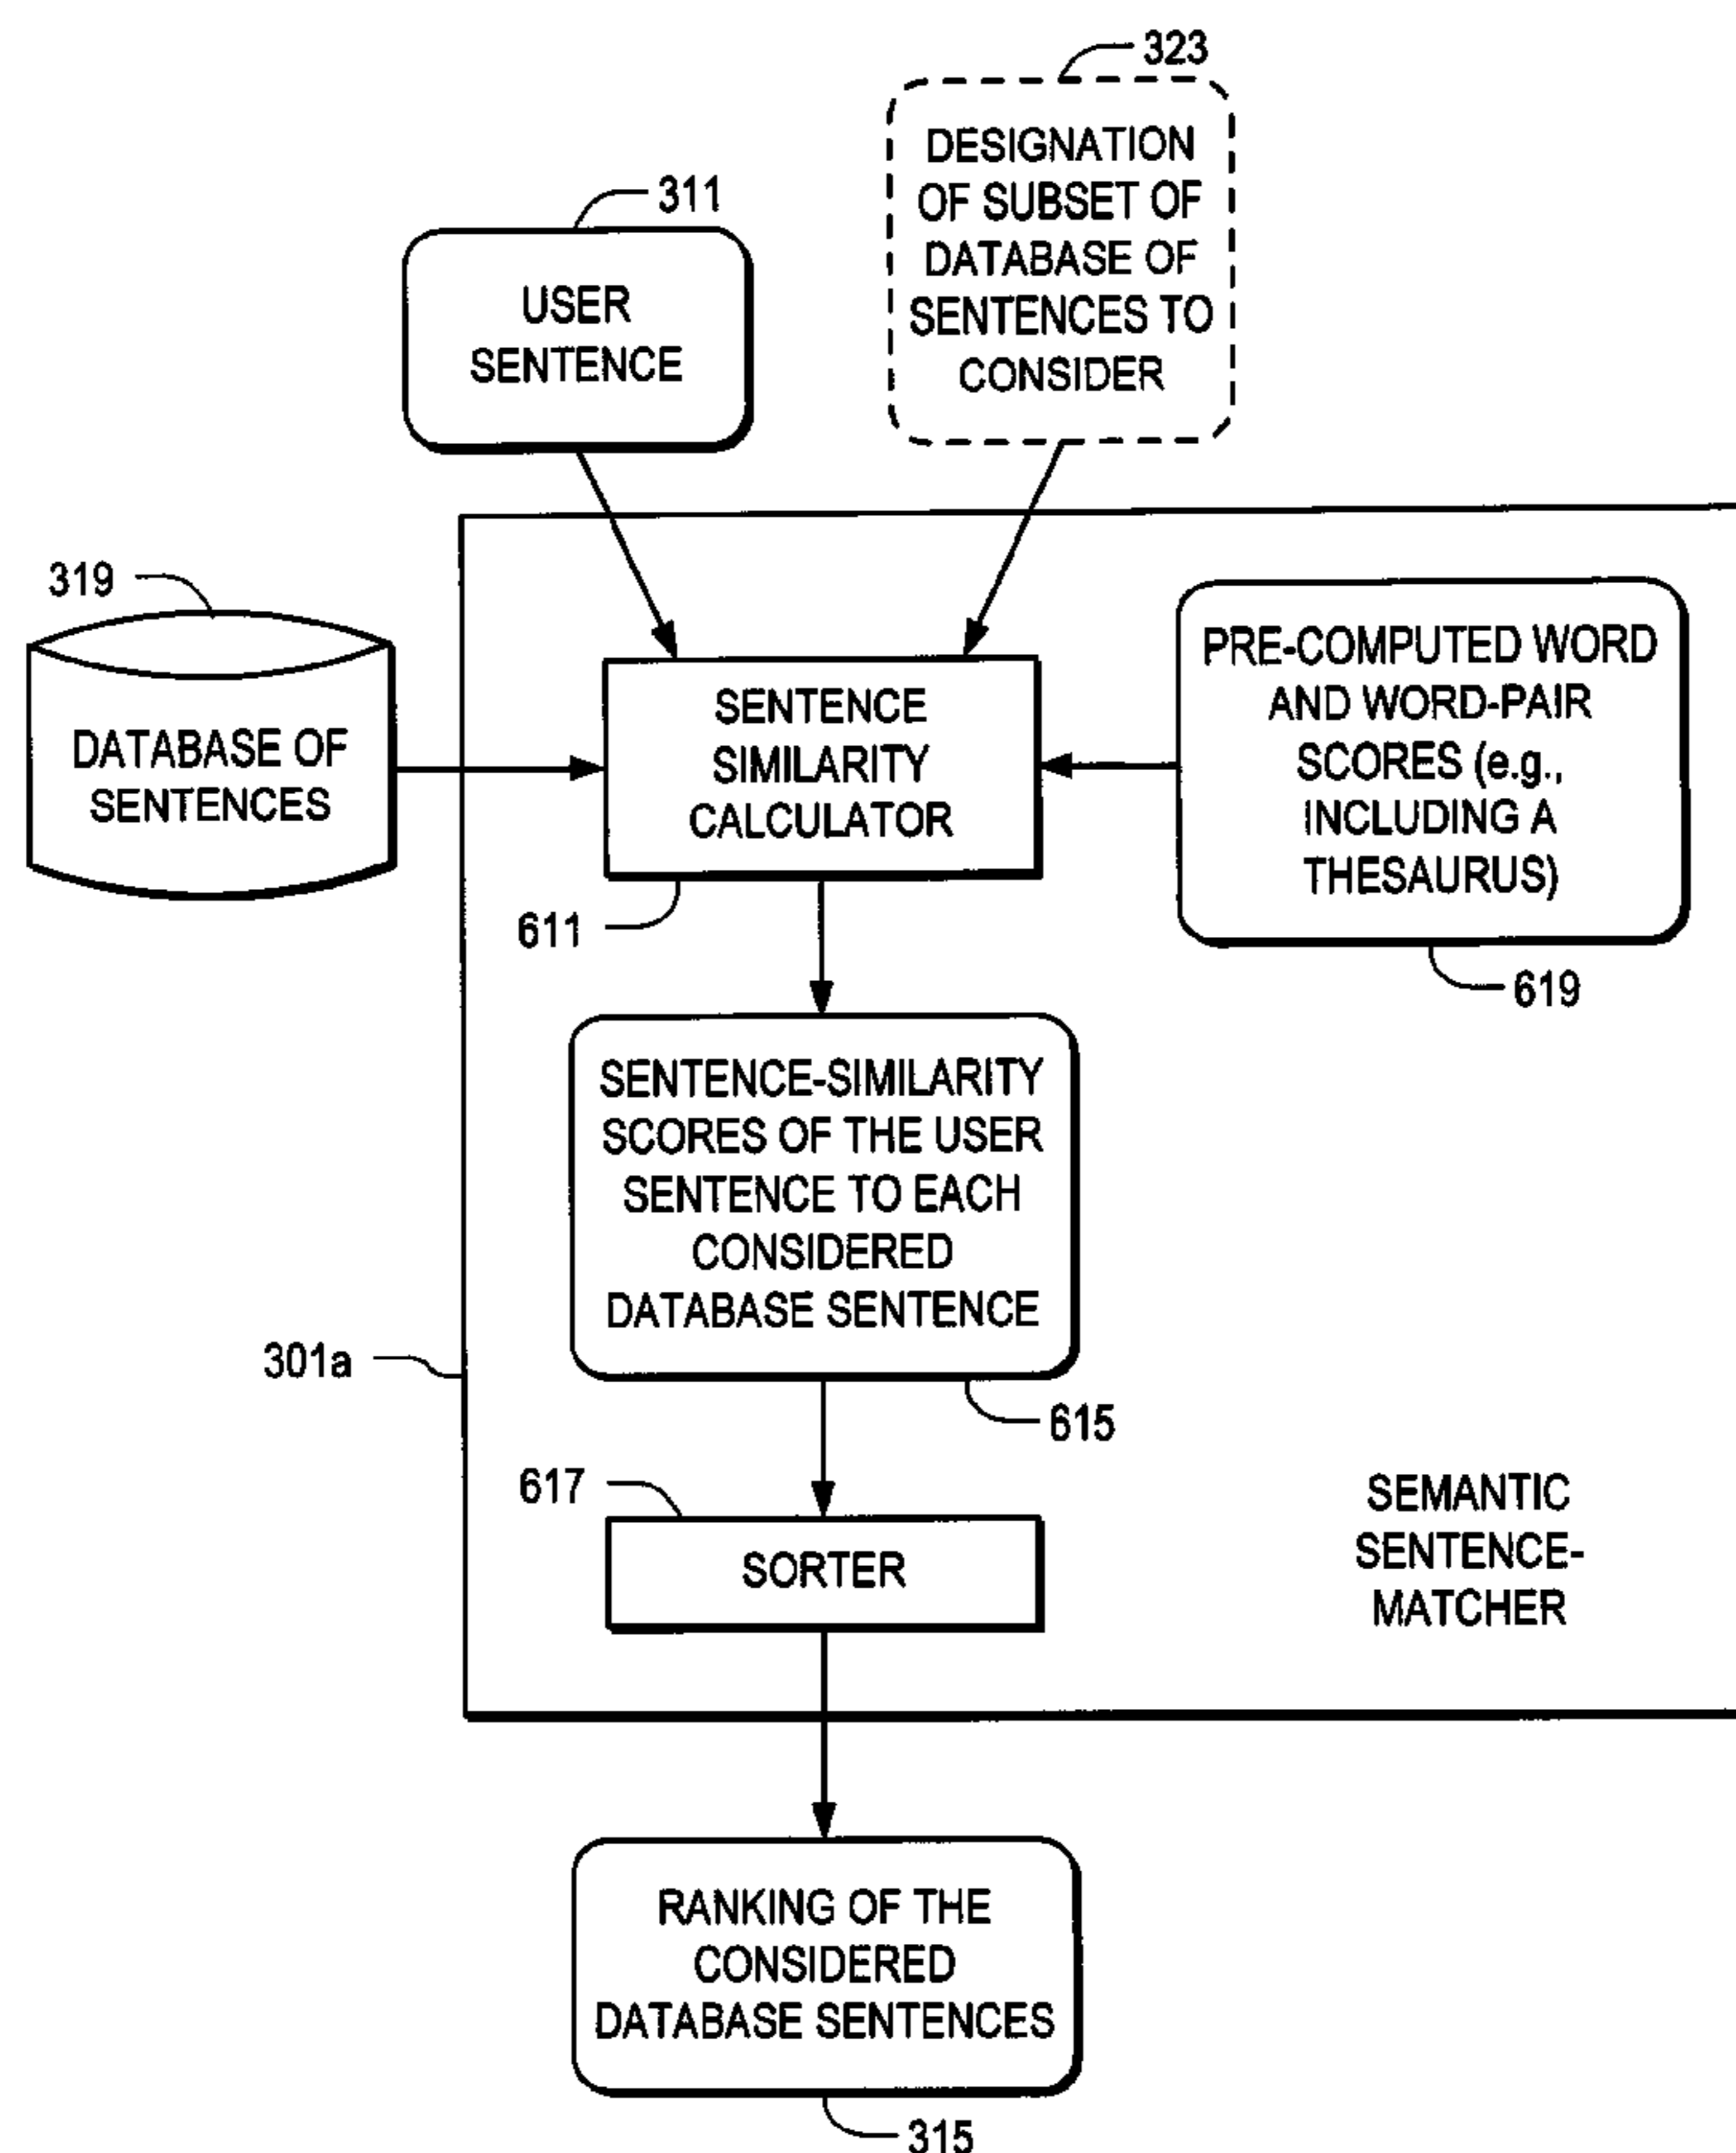 323
DESIGNATION
OF SUBSET OF
DATABASE OF
SENTENCES TO
CONSIDER
311
USER
SENTENCE
319
DATABASE OF
SENTENCES
SENTENCE
SIMILARITY
CALCULATOR
611
PRE-COMPUTED WORD
AND WORD-PAIR
SCORES (e.g.,
INCLUDING A
THESAURUS)
619
SENTENCE-SIMILARITY
SCORES OF THE USER
SENTENCE TO EACH
CONSIDERED
DATABASE SENTENCE
301a
615
617
SORTER
SEMANTIC
SENTENCE-
MATCHER
RANKING OF THE
CONSIDERED
DATABASE SENTENCES
315